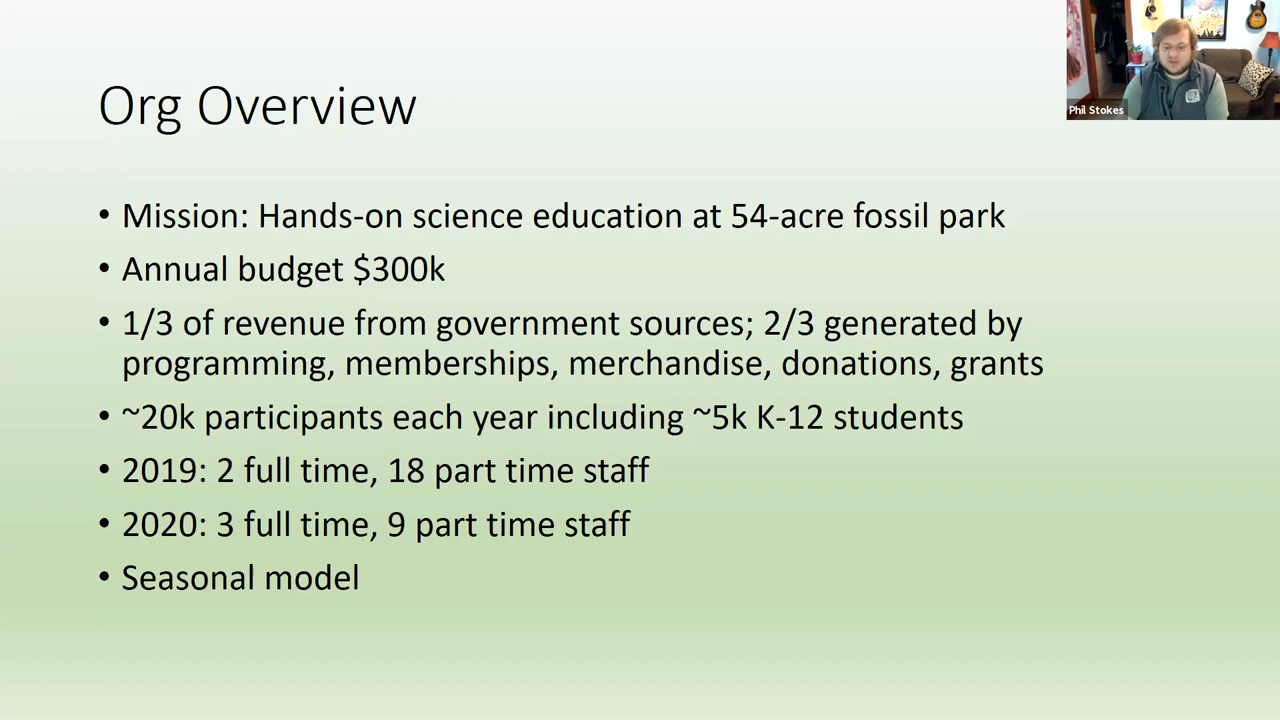 Org Overview
Phil Stokes
• Mission: Hands-on science education at 54-acre fossil park
• Annual budget $300k
• 1/3 of revenue from government sources; 2/3 generated by
programming, memberships, merchandise, donations, grants
• ~20k participants each year including ~5k K-12 students
• 2019: 2 full time, 18 part time staff
• 2020: 3 full time, 9 part time staff
• Seasonal model